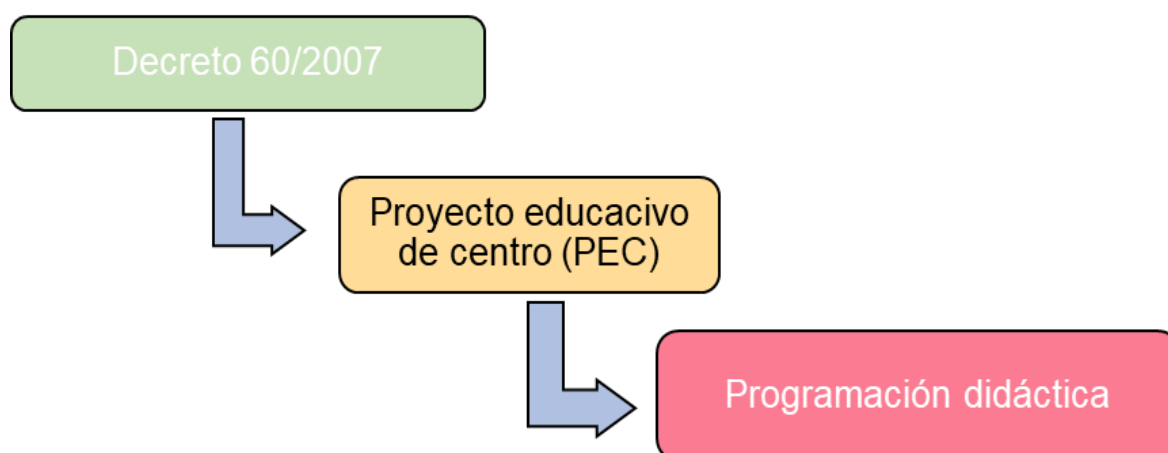 Decreto 60/2007
Proyecto educacivo
de centro (PEC)
Programación didáctica